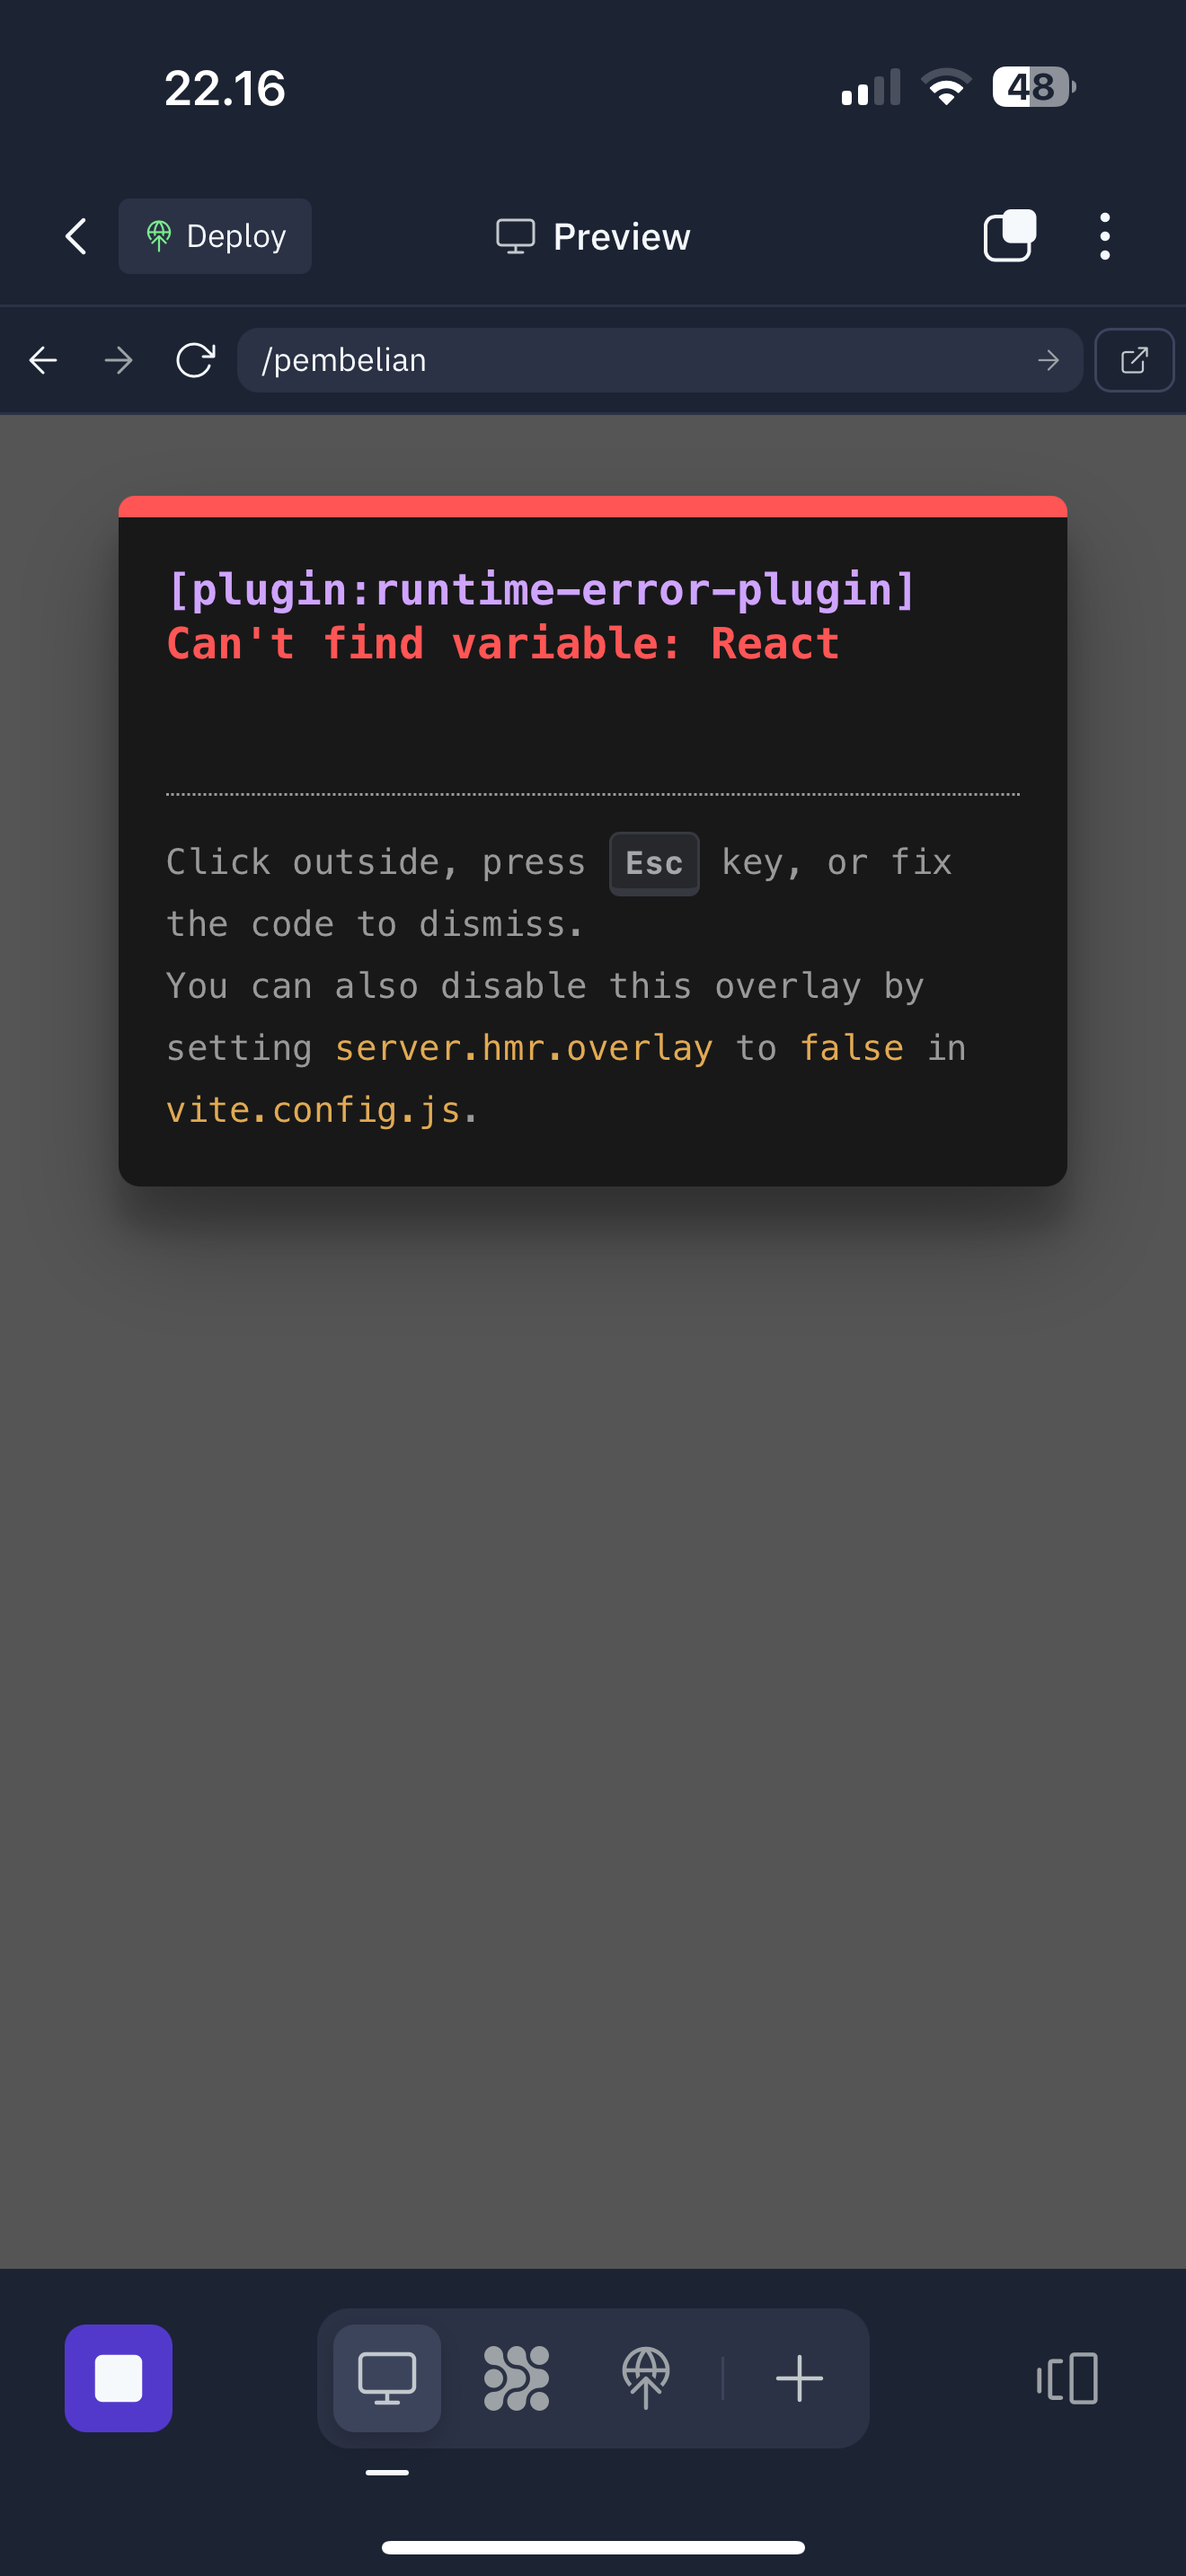 22.16
48
Deploy
Preview
/pembelian
[plugin:runtime-error-plugin]
Can't find variable: React
Click outside, press Esc key, or fix
the code to dismiss.
You can also disable this overlay by
setting server.hmr.overlay to false in
vite.config.js.